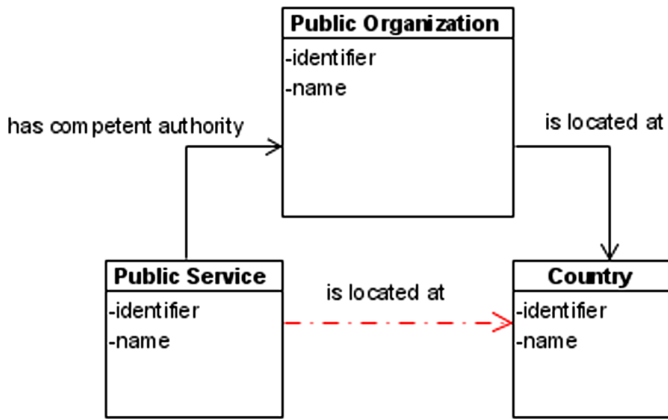 Public Organization
-identifier
-name
has competent authority
is located at
Public Service
-identifier
-name
is located at
Country
-identifier
-name